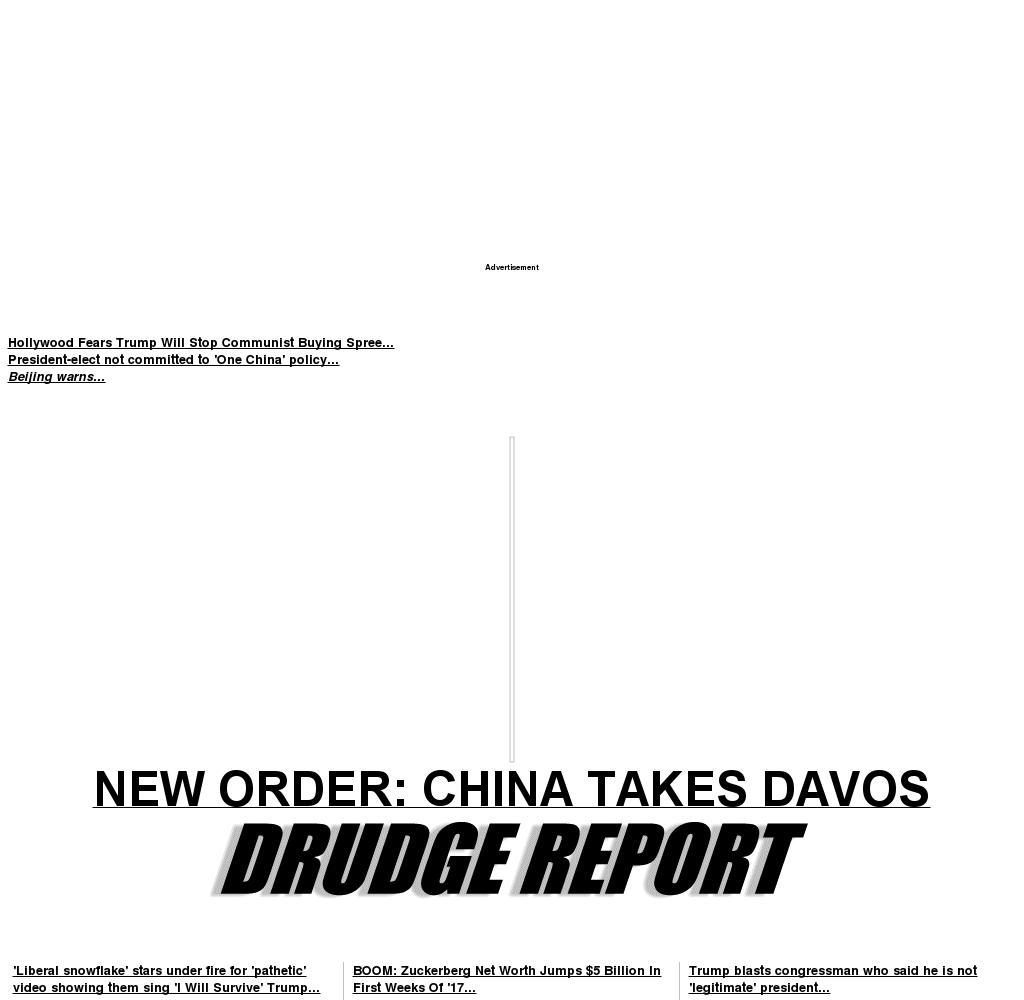 Advertisement
Hollywood Fears Trump Will Stop Communist Buying Spree...
President-elect not committed to 'One China' policy...
Beijing warns...
NEW ORDER: CHINA TAKES DAVOS
DRUDGE REPORT
'Liberal snowflake' stars under fire for 'pathetic'
video showing them sing 'I Will Survive' Trump...
BOOM: Zuckerberg Net Worth Jumps $5 Billion In
First Weeks Of '17...
Trump blasts congressman who said he is not
'legitimate' president...